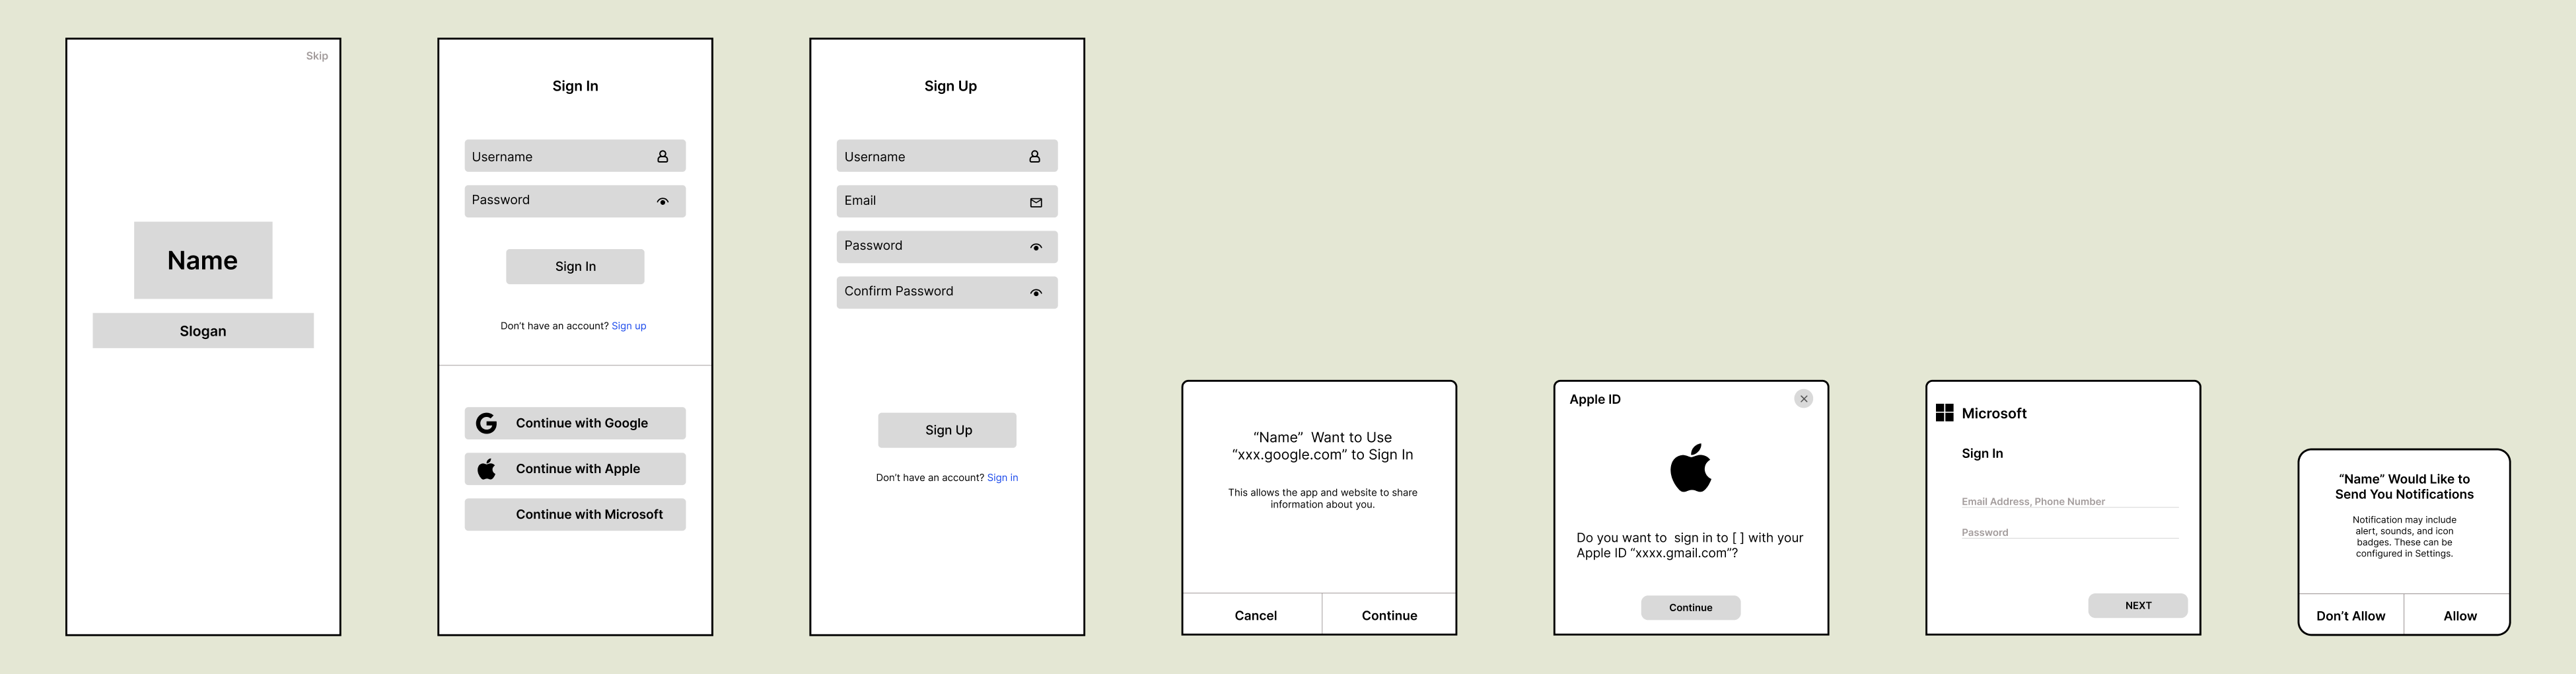 Skip
Name
Slogan
Sign In
Username
Password
Sign In
Don't have an account? Sign up
Continue with Google
Continue with Apple
Continue with Microsoft
Sign Up
Username
Email
Password
Confirm Password
Sign Up
Don't have an account? Sign in
“Name” Want to Use
“xxx.google.com” to Sign In
This allows the app and website to share
information about you.
Cancel
Continue
Apple ID
Do you want to sign in to [ ] with your
Apple ID “xxxx.gmail.com”?
Continue
Microsoft
Sign In
Email Address, Phone Number
Password
NEXT
“Name” Would Like to
Send You Notifications
Notification may include
alert, sounds, and icon
badges. These can be
configured in Settings.
Don't Allow
Allow